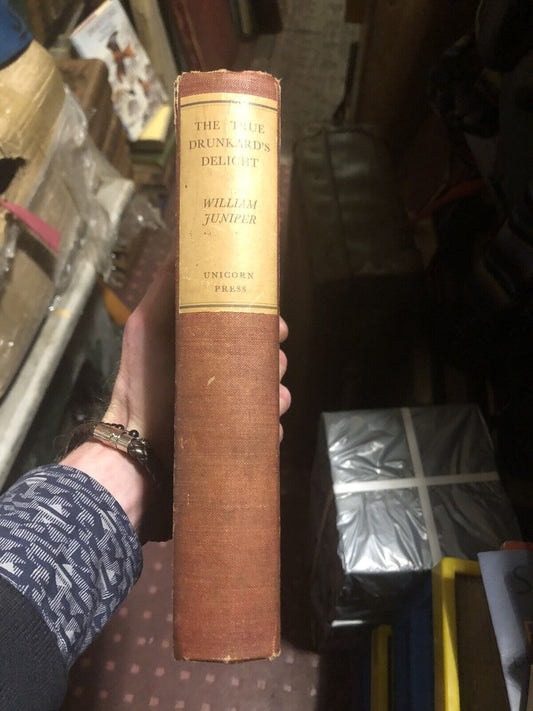 THE TRUE
DRUNKARD'S
DELIGHT
WILLIAM
JUNIPER
UNICORN
PRESS